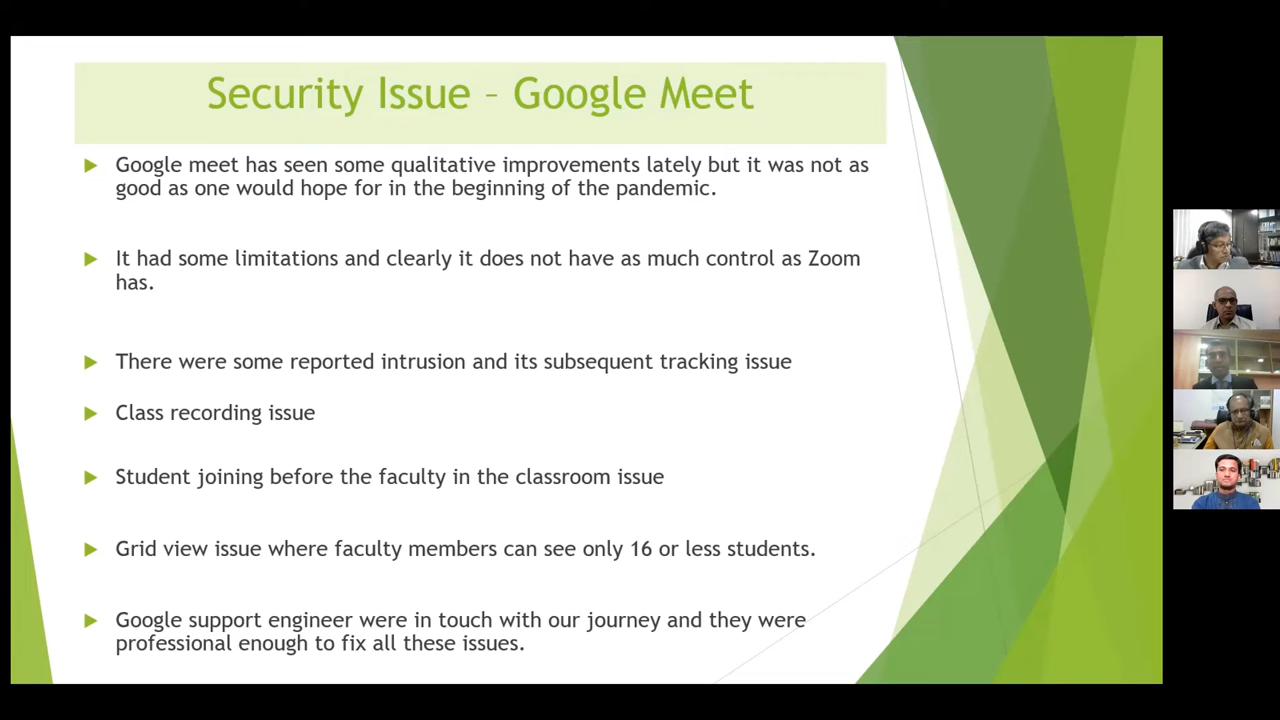 Security Issue – Google Meet
Google meet has seen some qualitative improvements lately but it was not as
good as one would hope for in the beginning of the pandemic.
It had some limitations and clearly it does not have as much control as Zoom
has.
There were some reported intrusion and its subsequent tracking issue
Class recording issue
Student joining before the faculty in the classroom issue
Grid view issue where faculty members can see only 16 or less students.
Google support engineer were in touch with our journey and they were
professional enough to fix all these issues.